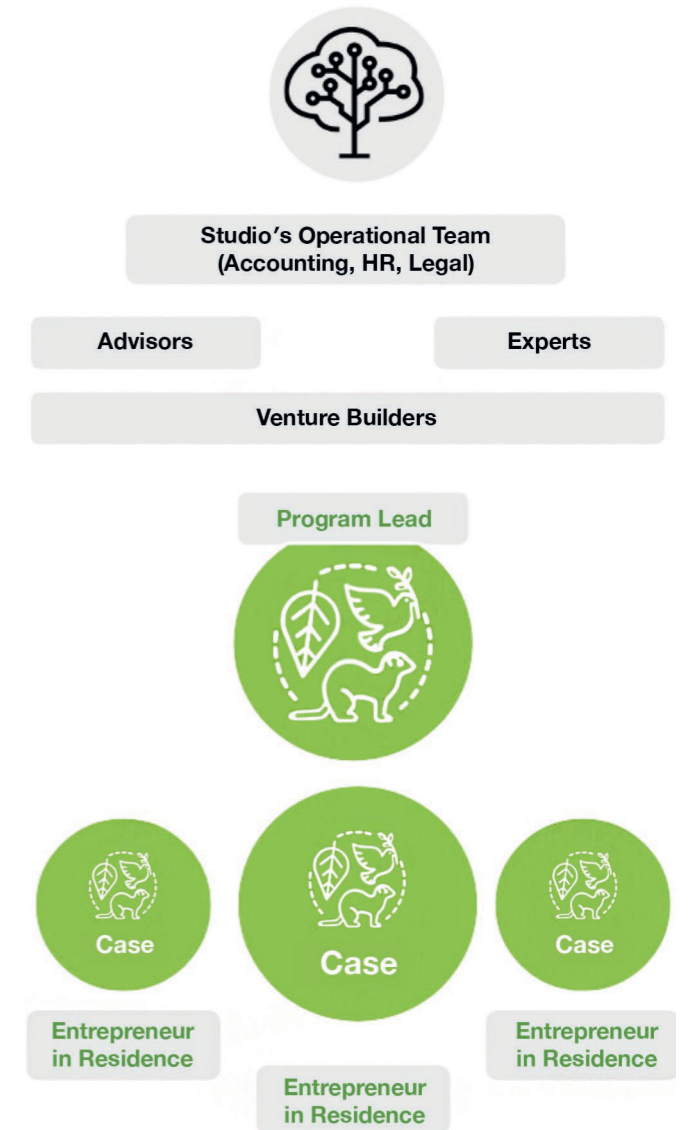 Studio's Operational Team
(Accounting, HR, Legal)
Advisors
Experts
Venture Builders
Program Lead
Case
Case
Case
Entrepreneur
in Residence
Entrepreneur
in Residence
Entrepreneur
in Residence